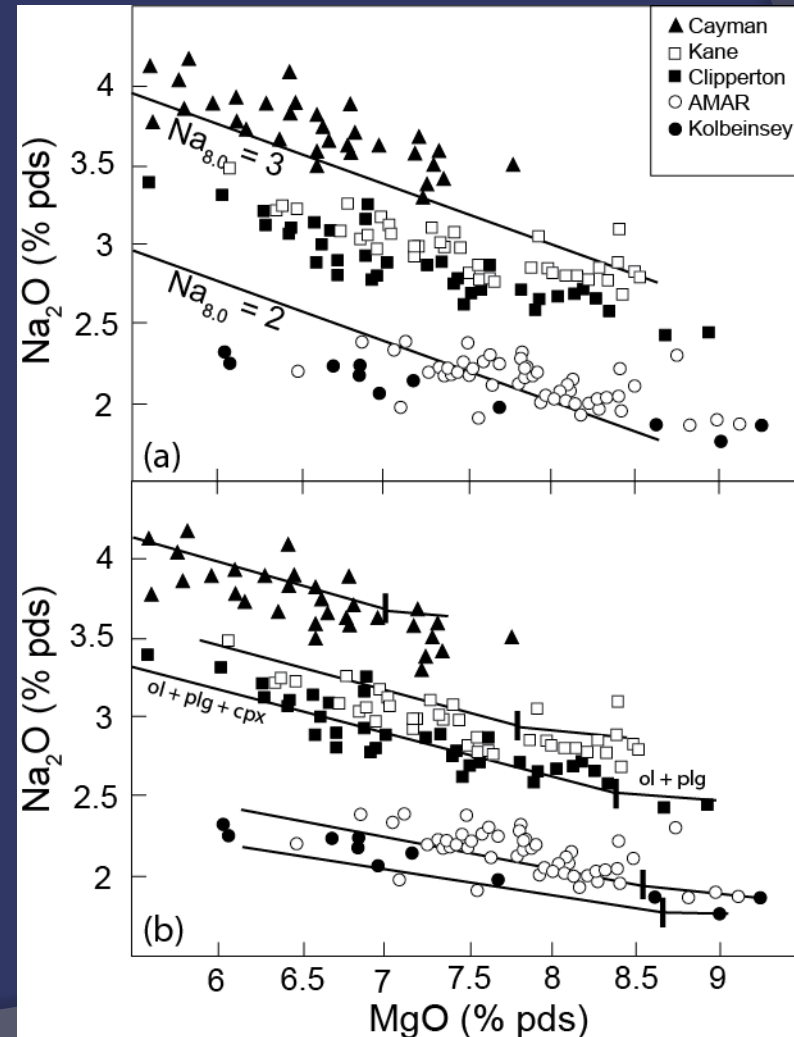 ▲ Cayman
□ Kane
■ Clipperton
○ AMAR
● Kolbeinsey
4
3.5
3
2.5
2
Na₂O (% pds)
Na₈.₀ = 3
Na₈.₀ = 2
(a)
4
3.5
3
2.5
2
Na₂O (% pds)
ol + plg + cpx
ol + plg
(b)
6 6.5 7 7.5 8 8.5 9
MgO (% pds)